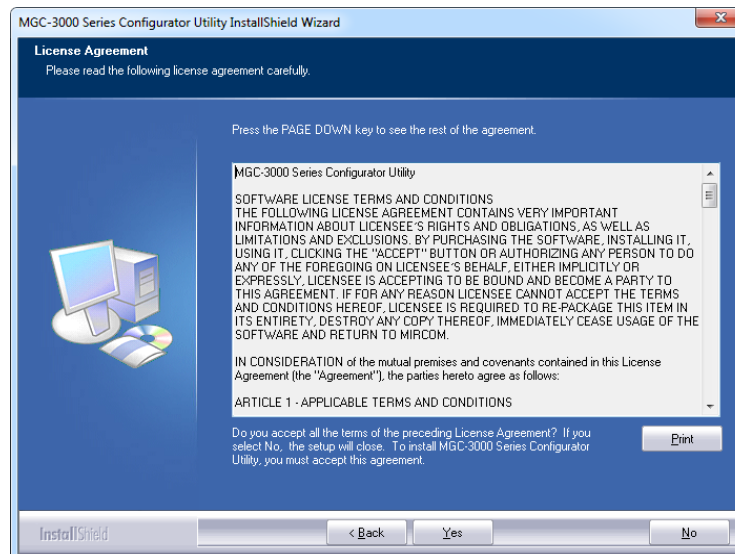 MGC-3000 Series Configurator Utility InstallShield Wizard
License Agreement
Please read the following license agreement carefully.
Press the PAGE DOWN key to see the rest of the agreement.
MGC-3000 Series Configurator Utility
SOFTWARE LICENSE TERMS AND CONDITIONS
THE FOLLOWING LICENSE AGREEMENT CONTAINS VERY IMPORTANT
INFORMATION ABOUT LICENSEE'S RIGHTS AND OBLIGATIONS, AS WELL AS
LIMITATIONS AND EXCLUSIONS. BY PURCHASING THE SOFTWARE, INSTALLING IT,
USING IT, CLICKING THE "ACCEPT" BUTTON OR AUTHORIZING ANY PERSON TO DO
ANY OF THE FOREGOING ON LICENSEE'S BEHALF, EITHER IMPLICITLY OR
EXPRESSLY, LICENSEE IS ACCEPTING TO BE BOUND AND BECOME A PARTY TO
THIS AGREEMENT. IF FOR ANY REASON LICENSEE CANNOT ACCEPT THE TERMS
AND CONDITIONS HEREOF, LICENSEE IS REQUIRED TO RE-PACKAGE THIS ITEM IN
ITS ENTIRETY, DESTROY ANY COPY THEREOF, IMMEDIATELY CEASE USAGE OF THE
SOFTWARE AND RETURN TO MIRCOM.
IN CONSIDERATION of the mutual premises and covenants contained in this License
Agreement (the "Agreement"), the parties hereto agree as follows:
ARTICLE 1 - APPLICABLE TERMS AND CONDITIONS
Do you accept all the terms of the preceding License Agreement? If you
select No, the setup will close. To install MGC-3000 Series Configurator
Utility, you must accept this agreement.
Print
InstallShield
< Back
Yes
No